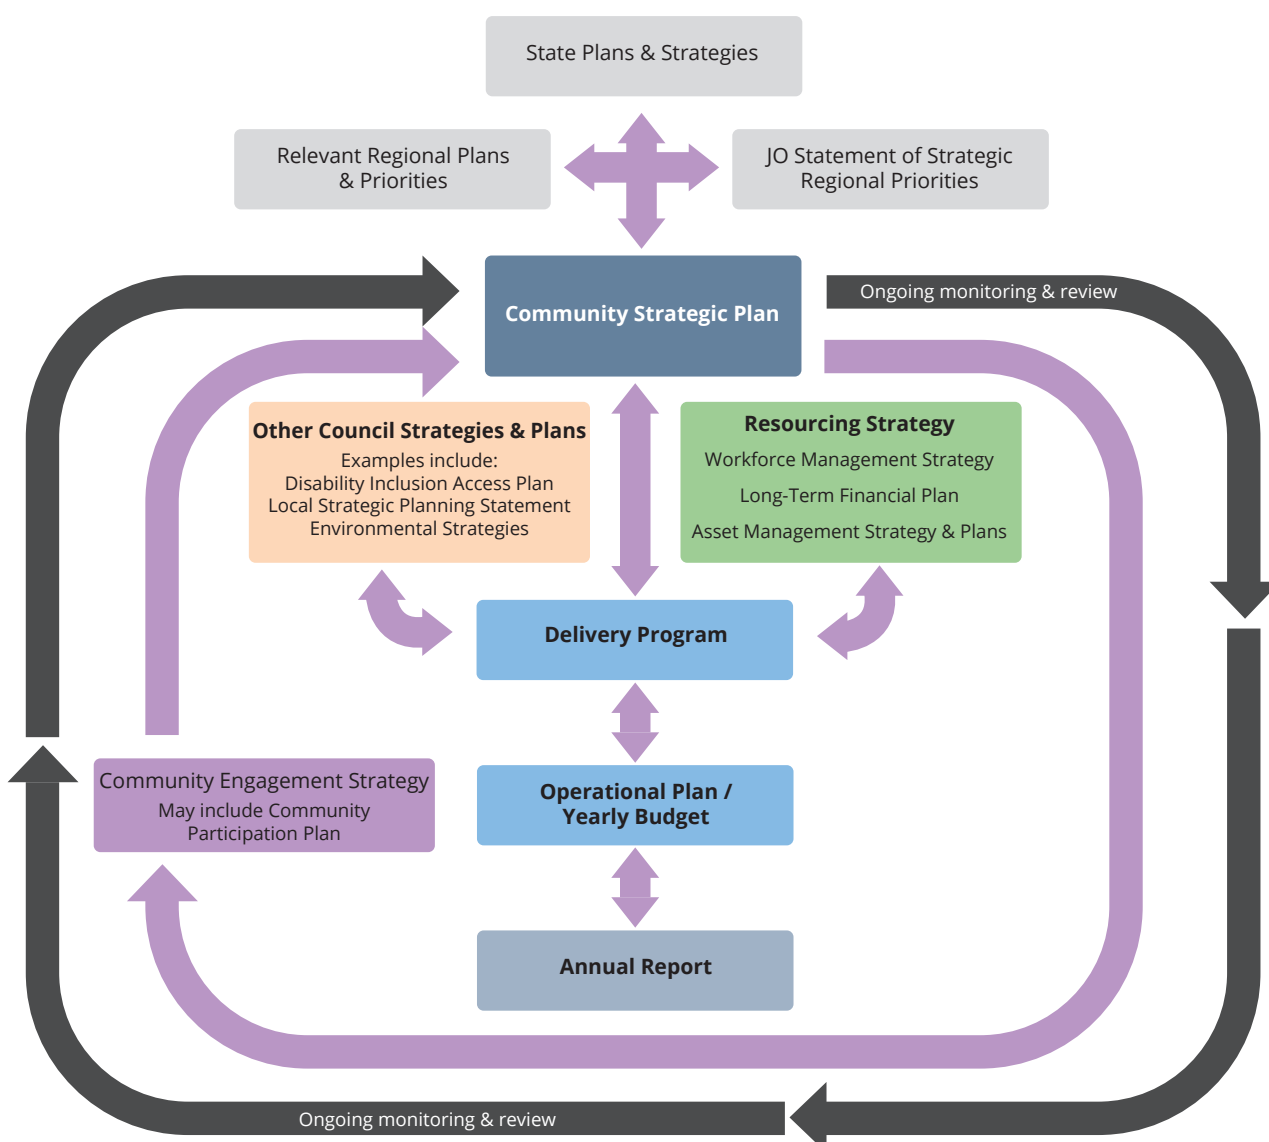 State Plans & Strategies
Relevant Regional Plans
& Priorities
JO Statement of Strategic
Regional Priorities
Community Strategic Plan
Ongoing monitoring & review
Other Council Strategies & Plans
Examples include:
Disability Inclusion Access Plan
Local Strategic Planning Statement
Environmental Strategies
Resourcing Strategy
Workforce Management Strategy
Long-Term Financial Plan
Asset Management Strategy & Plans
Delivery Program
Community Engagement Strategy
May include Community
Participation Plan
Operational Plan /
Yearly Budget
Annual Report
Ongoing monitoring & review